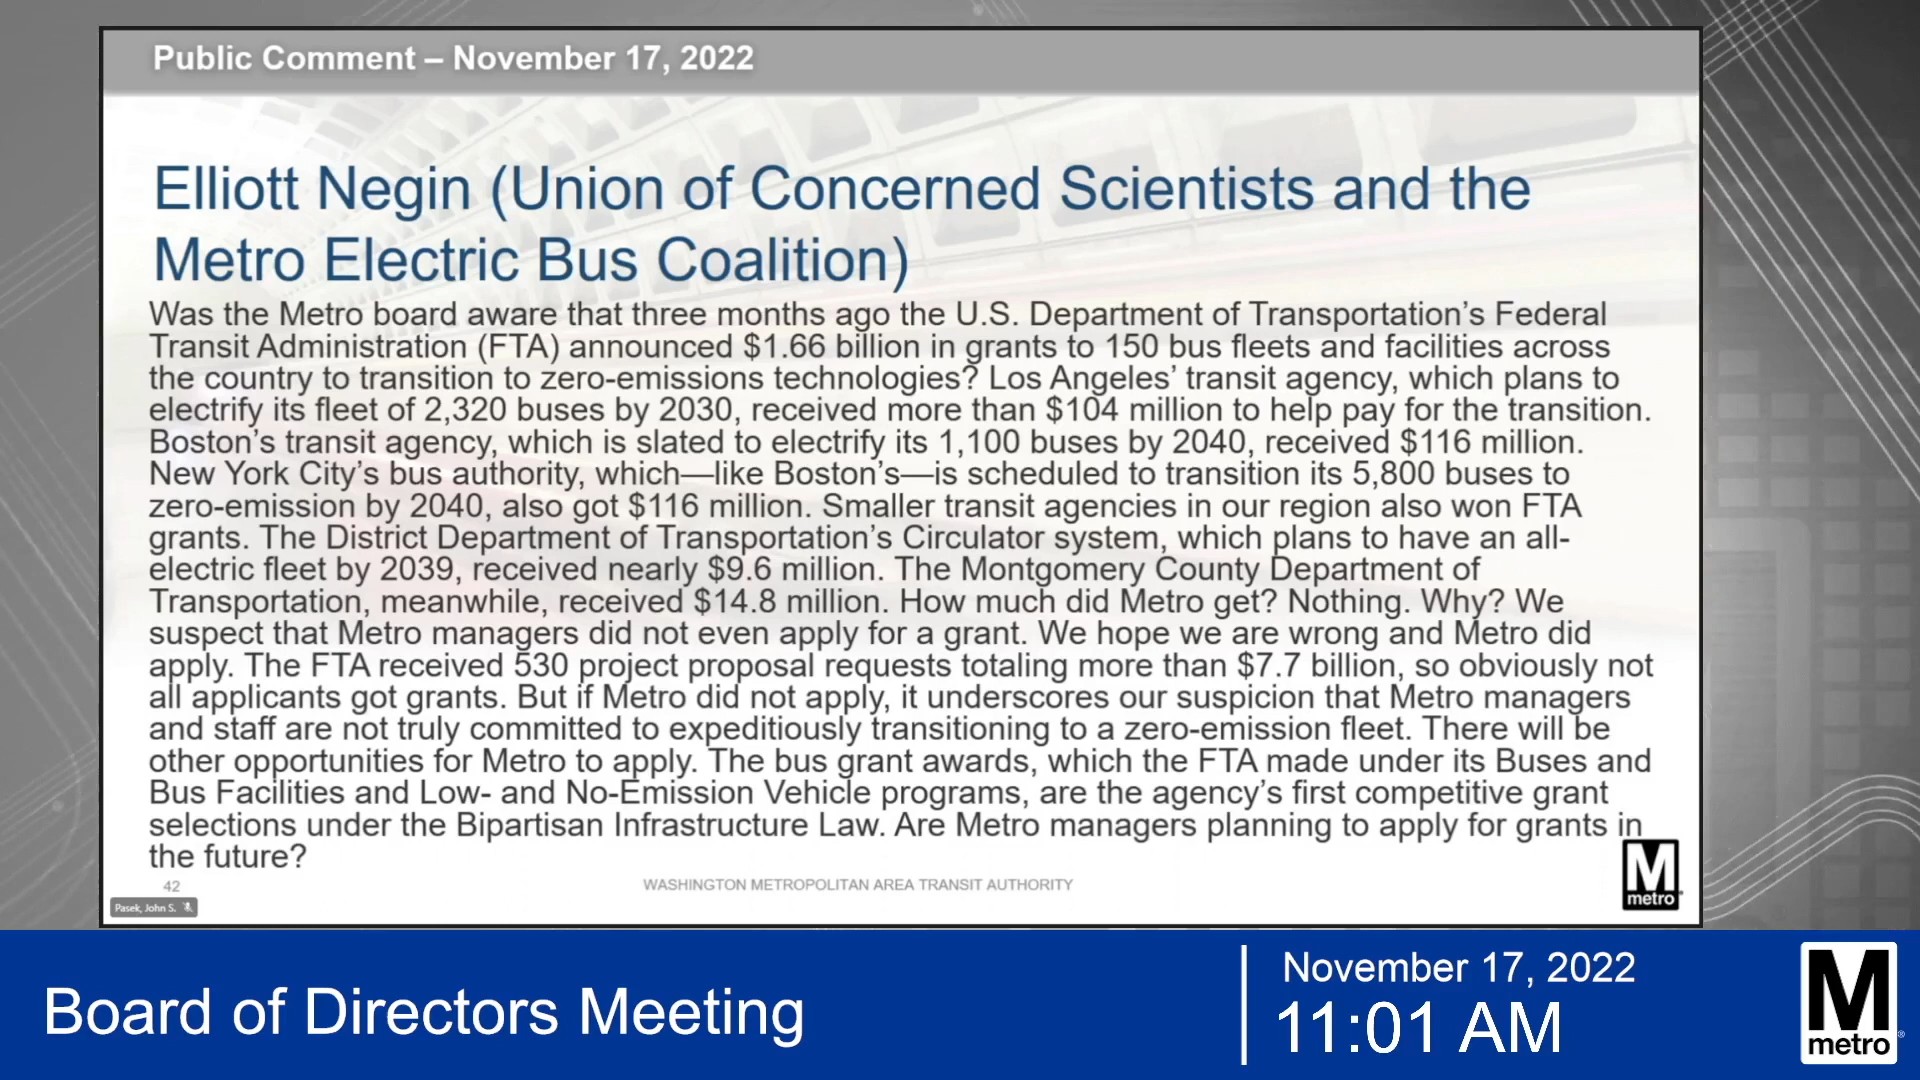 Public Comment – November 17, 2022
Elliott Negin (Union of Concerned Scientists and the
Metro Electric Bus Coalition)
Was the Metro board aware that three months ago the U.S. Department of Transportation’s Federal
Transit Administration (FTA) announced $1.66 billion in grants to 150 bus fleets and facilities across
the country to transition to zero-emissions technologies? Los Angeles’ transit agency, which plans to
electrify its fleet of 2,320 buses by 2030, received more than $104 million to help pay for the transition.
Boston’s transit agency, which is slated to electrify its 1,100 buses by 2040, received $116 million.
New York City’s bus authority, which—like Boston’s—is scheduled to transition its 5,800 buses to
zero-emission by 2040, also got $116 million. Smaller transit agencies in our region also won FTA
grants. The District Department of Transportation’s Circulator system, which plans to have an all-
electric fleet by 2039, received nearly $9.6 million. The Montgomery County Department of
Transportation, meanwhile, received $14.8 million. How much did Metro get? Nothing. Why? We
suspect that Metro managers did not even apply for a grant. We hope we are wrong and Metro did
apply. The FTA received 530 project proposal requests totaling more than $7.7 billion, so obviously not
all applicants got grants. But if Metro did not apply, it underscores our suspicion that Metro managers
and staff are not truly committed to expeditiously transitioning to a zero-emission fleet. There will be
other opportunities for Metro to apply. The bus grant awards, which the FTA made under its Buses and
Bus Facilities and Low- and No-Emission Vehicle programs, are the agency’s first competitive grant
selections under the Bipartisan Infrastructure Law. Are Metro managers planning to apply for grants in
the future?
42
WASHINGTON METROPOLITAN AREA TRANSIT AUTHORITY
M
metro
Pasek, John S.
Board of Directors Meeting
November 17, 2022
11:01 AM
M
metro®